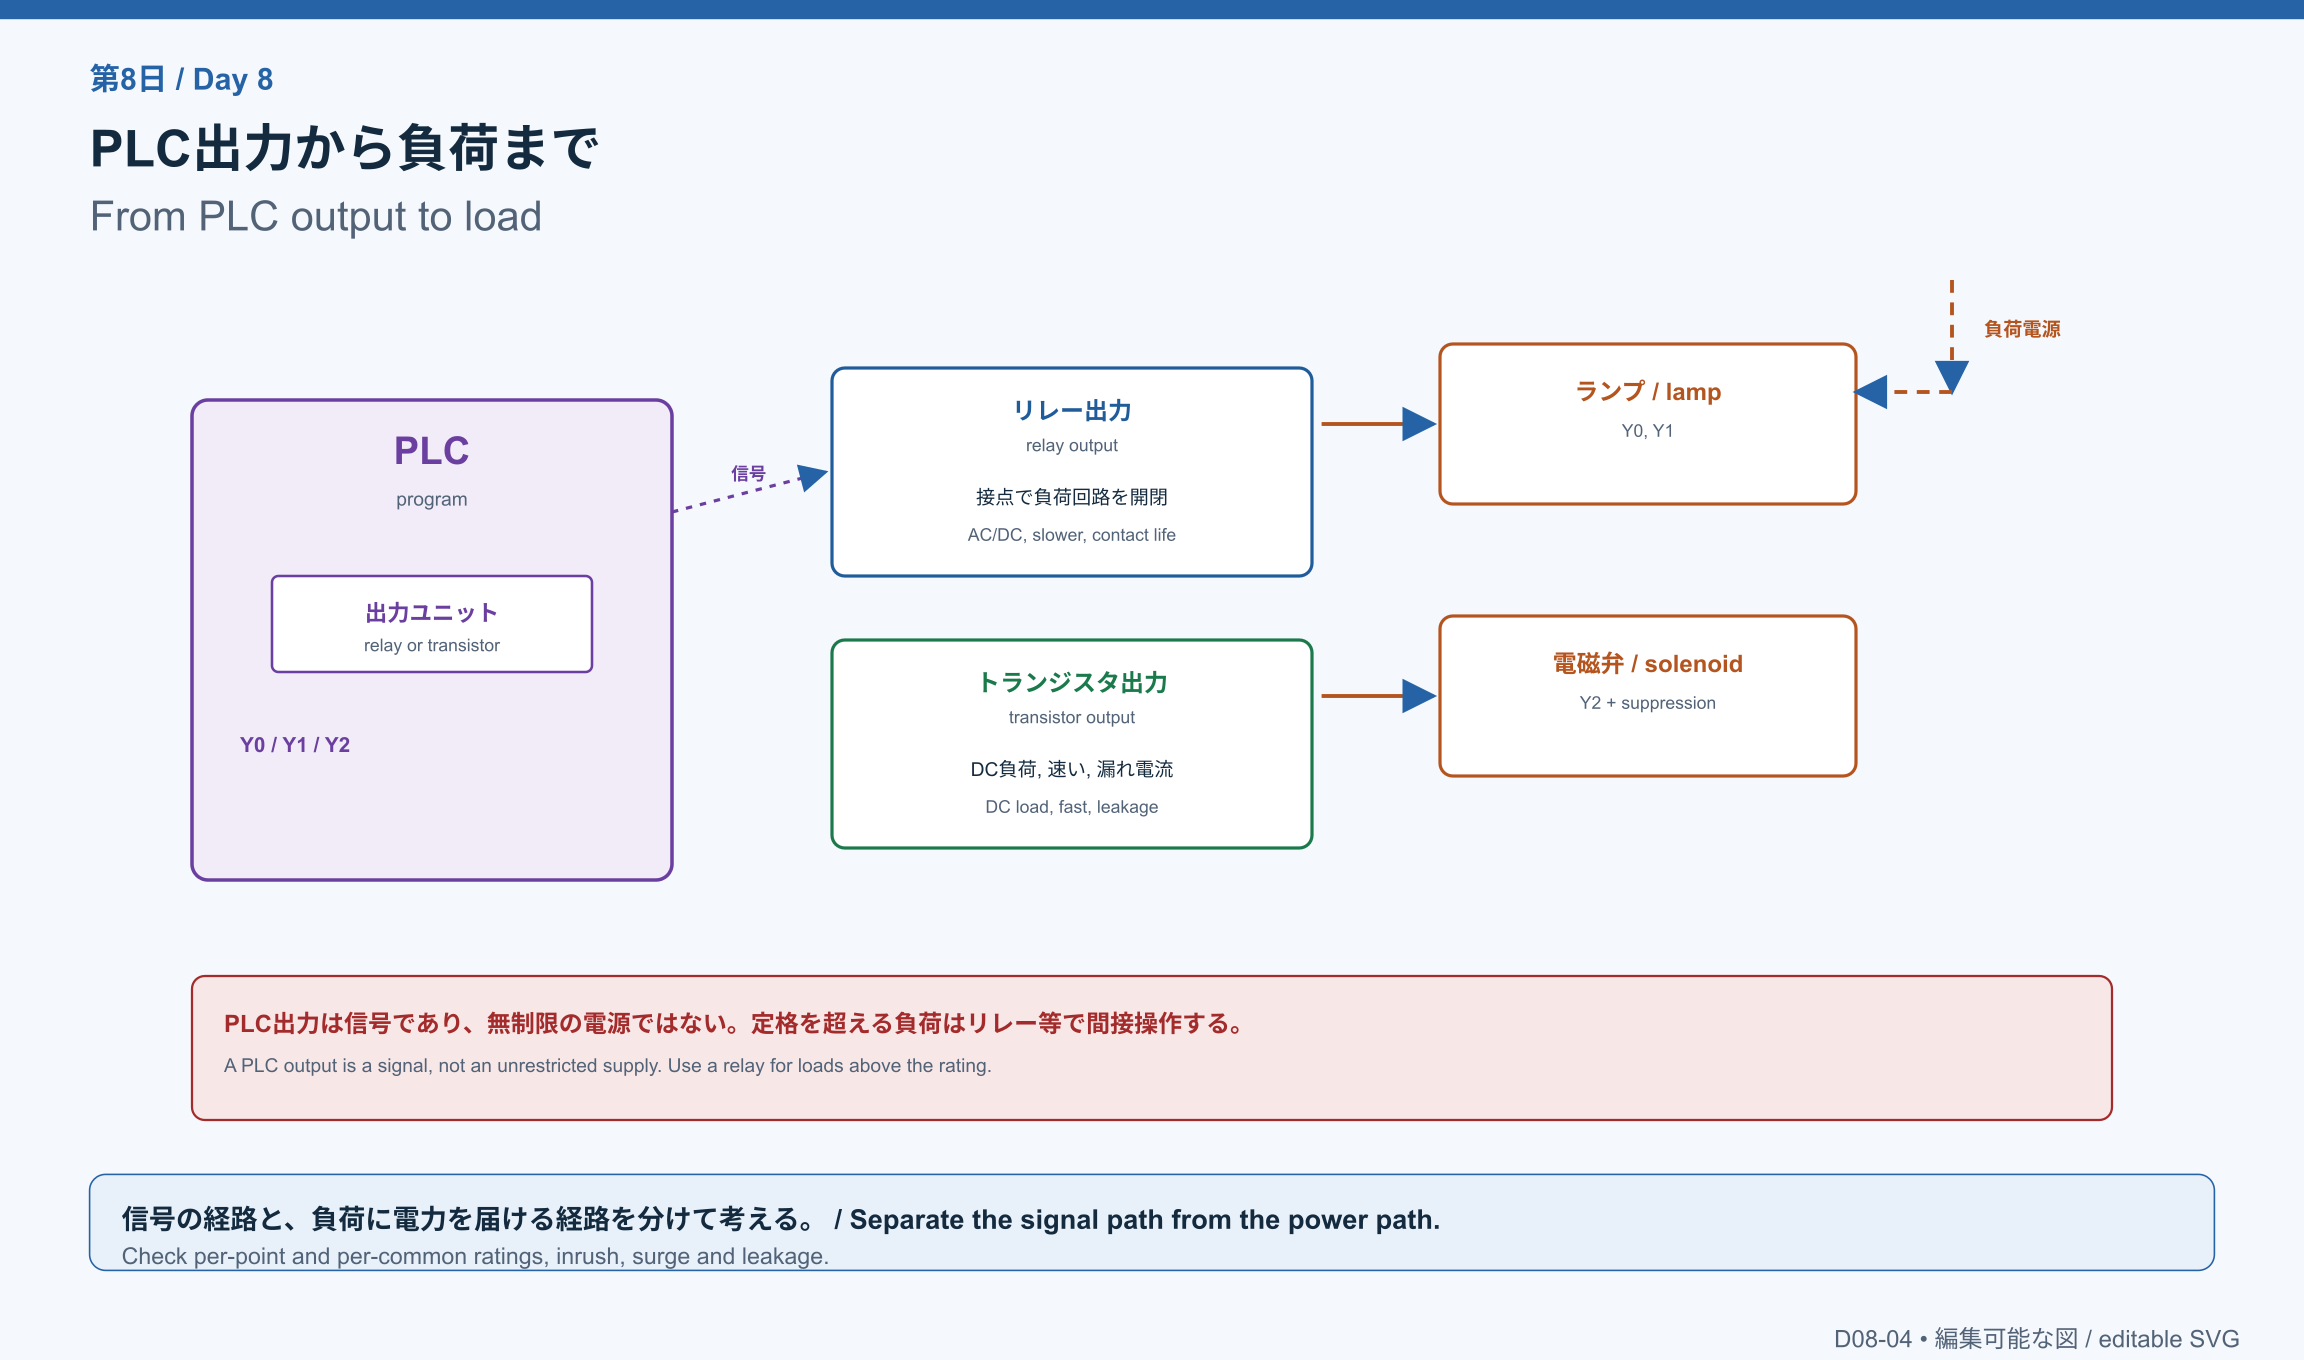 第8日 / Day 8
PLC出力から負荷まで
From PLC output to load
負荷電源
PLC
program
出力ユニット
relay or transistor
Y0 / Y1 / Y2
信号
リレー出力
relay output
接点で負荷回路を開閉
AC/DC, slower, contact life
ランプ / lamp
Y0, Y1
トランジスタ出力
transistor output
DC負荷, 速い, 漏れ電流
DC load, fast, leakage
電磁弁 / solenoid
Y2 + suppression
PLC出力は信号であり、無制限の電源ではない。定格を超える負荷はリレー等で間接操作する。
A PLC output is a signal, not an unrestricted supply. Use a relay for loads above the rating.
信号の経路と、負荷に電力を届ける経路を分けて考える。 / Separate the signal path from the power path.
Check per-point and per-common ratings, inrush, surge and leakage.
D08-04 • 編集可能な図 / editable SVG